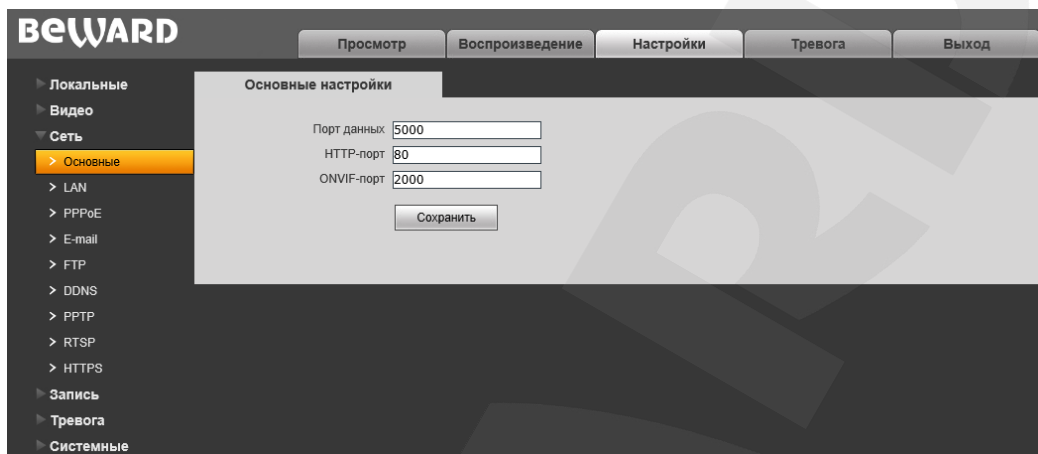 BEWARD
Просмотр Воспроизведение Настройки Тревога Выход
Локальные
Видео
Сеть
> Основные
> LAN
> PPPoE
> E-mail
> FTP
> DDNS
> PPTP
> RTSP
> HTTPS
Запись
Тревога
Системные
Основные настройки
Порт данных 5000
HTTP-порт 80
ONVIF-порт 2000
Сохранить